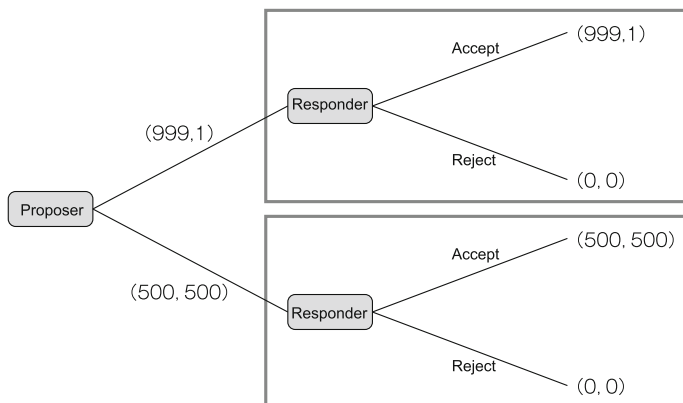 (999,1)
Accept
Responder
(999,1)
Reject
(0, 0)
Proposer
(500, 500)
Accept
(500, 500)
Responder
Reject
(0, 0)